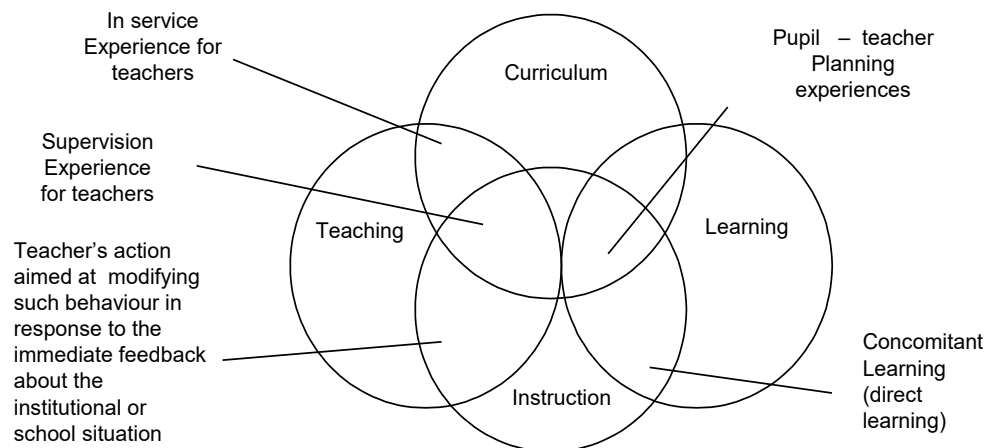 In service
Experience for
teachers
Curriculum
Pupil – teacher
Planning
experiences
Supervision
Experience
for teachers
Teaching
Learning
Teacher’s action
aimed at modifying
such behaviour in
response to the
immediate feedback
about the
institutional or
school situation
Instruction
Concomitant
Learning
(direct
learning)